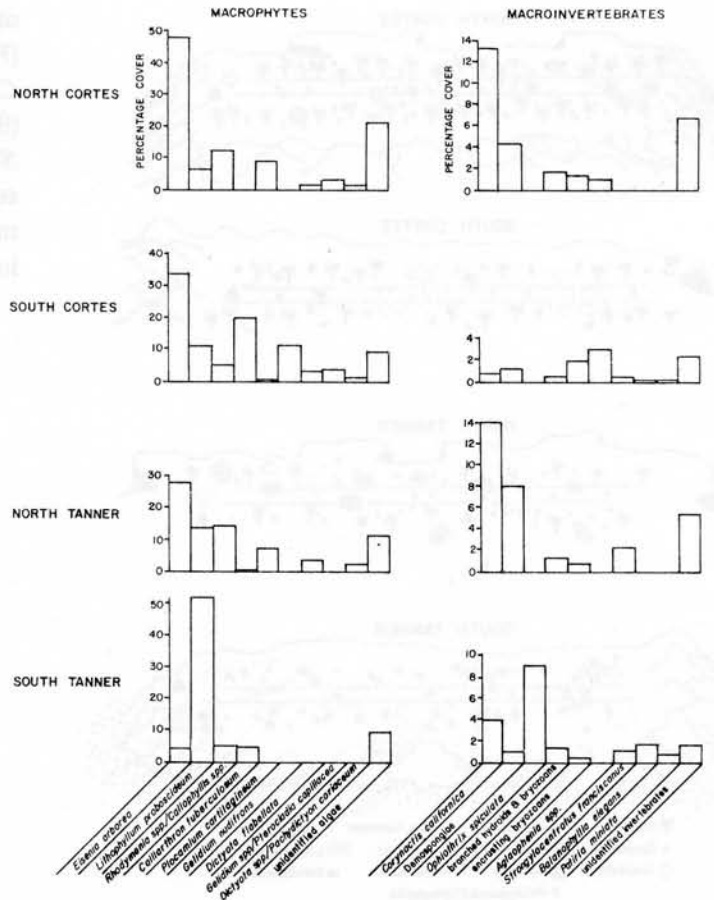 MACROPHYTES
MACROINVERTEBRATES
NORTH CORTES
PERCENTAGE COVER
50
40
30
20
10
0
PERCENTAGE COVER
14
12
10
8
6
4
2
0
SOUTH CORTES
40
30
20
10
0
4
2
0
NORTH TANNER
30
20
10
0
14
12
10
8
6
4
2
0
SOUTH TANNER
50
40
30
20
10
0
10
8
6
4
2
0
Eisenia arborea
Lithophyllum proboscideum
Rhodymenia spp/Callophyllis spp.
Calliarthron tuberculosum
Plocamium cartilagineum
Gelidium nudifrons
Dictyota flabellata
Gelidium spp/Pterocladia capillacea
Dictyota spp/Pachydictyon coriaceum
unidentified algae
Corynactis californica
Demospongiae
Ophiothrix spiculata
branched hydroids & bryozoans
encrusting bryozoans
Aglaophenia spp.
Strongylocentrotus franciscanus
Balanophyllia elegans
Patiria miniata
unidentified invertebrates